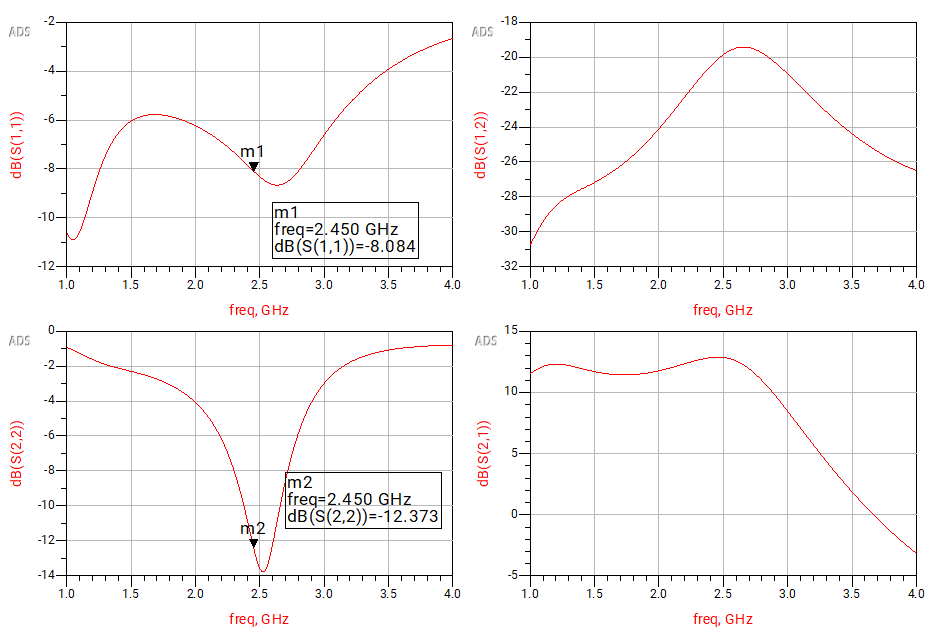 ADS
dB(S(1,1))
-2
-4
-6
-8
-10
-12
1.0
1.5
2.0
2.5
3.0
3.5
4.0
freq, GHz
m1
m1
freq=2.450 GHz
dB(S(1,1))=-8.084
ADS
dB(S(1,2))
-18
-20
-22
-24
-26
-28
-30
-32
1.0
1.5
2.0
2.5
3.0
3.5
4.0
freq, GHz
ADS
dB(S(2,2))
0
-2
-4
-6
-8
-10
-12
-14
1.0
1.5
2.0
2.5
3.0
3.5
4.0
freq, GHz
m2
m2
freq=2.450 GHz
dB(S(2,2))=-12.373
ADS
dB(S(2,1))
15
10
5
0
-5
1.0
1.5
2.0
2.5
3.0
3.5
4.0
freq, GHz